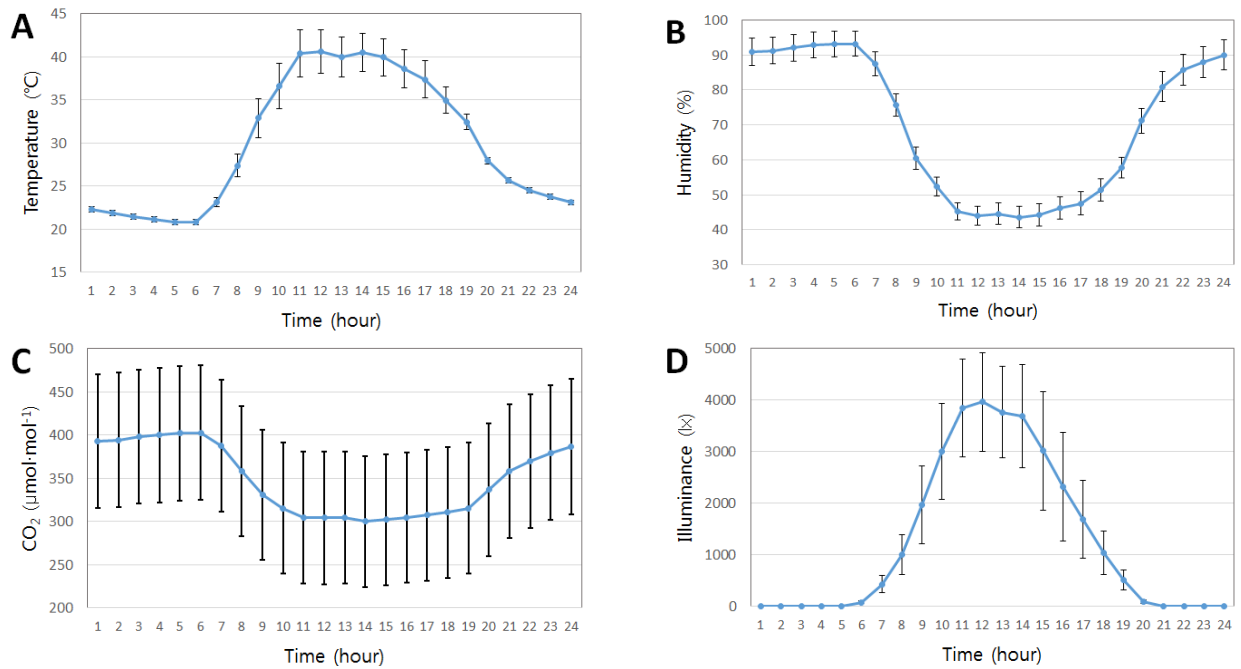 A
Temperature (℃)
45
40
35
30
25
20
15
1 2 3 4 5 6 7 8 9 10 11 12 13 14 15 16 17 18 19 20 21 22 23 24
Time (hour)
B
Humidity (%)
100
90
80
70
60
50
40
30
1 2 3 4 5 6 7 8 9 10 11 12 13 14 15 16 17 18 19 20 21 22 23 24
Time (hour)
C
CO₂ (μmol·mol⁻¹)
500
450
400
350
300
250
200
1 2 3 4 5 6 7 8 9 10 11 12 13 14 15 16 17 18 19 20 21 22 23 24
Time (hour)
D
Illuminance (lx)
5000
4000
3000
2000
1000
0
1 2 3 4 5 6 7 8 9 10 11 12 13 14 15 16 17 18 19 20 21 22 23 24
Time (hour)